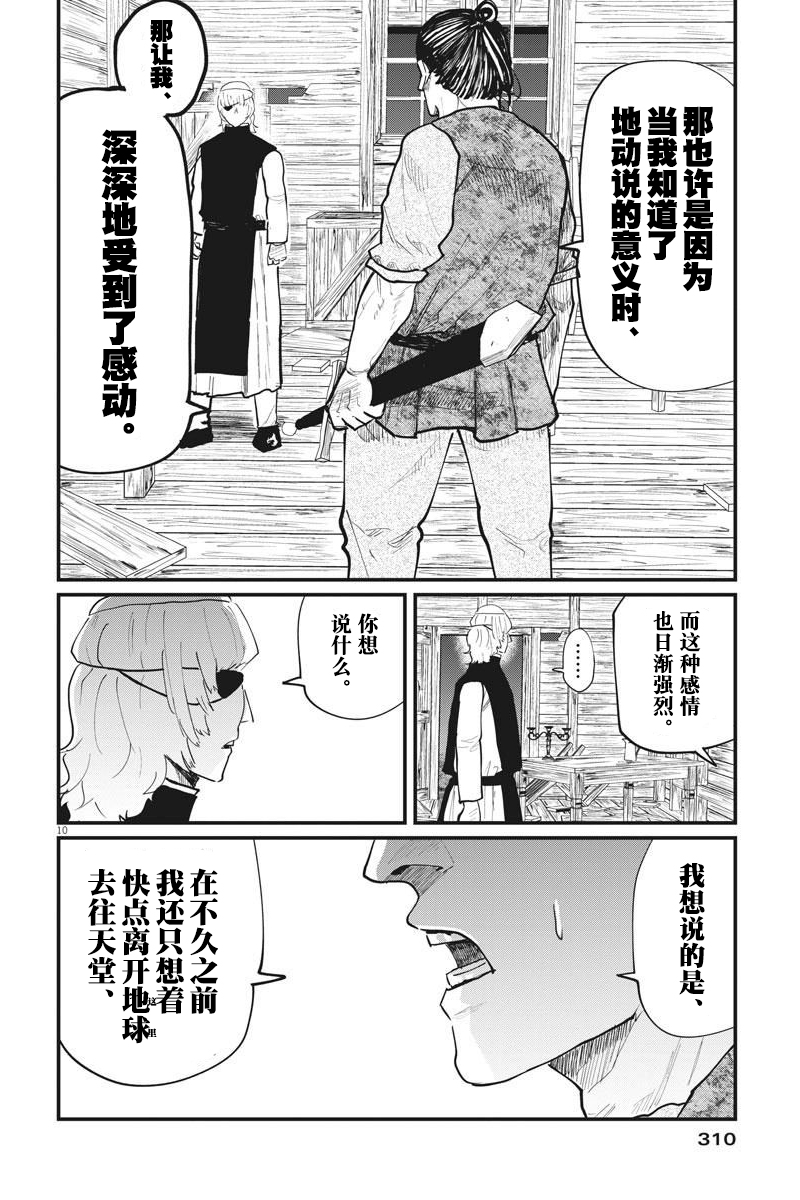 那也许是因为
当我知道了
地动说的意义时、
那让我、
深深地受到了感动。
而这种感情
也日渐强烈。
……
你想
说什么。
10
我想说的是、
在不久之前
我还只想着
快点离开地球
这里
去往天堂、
310